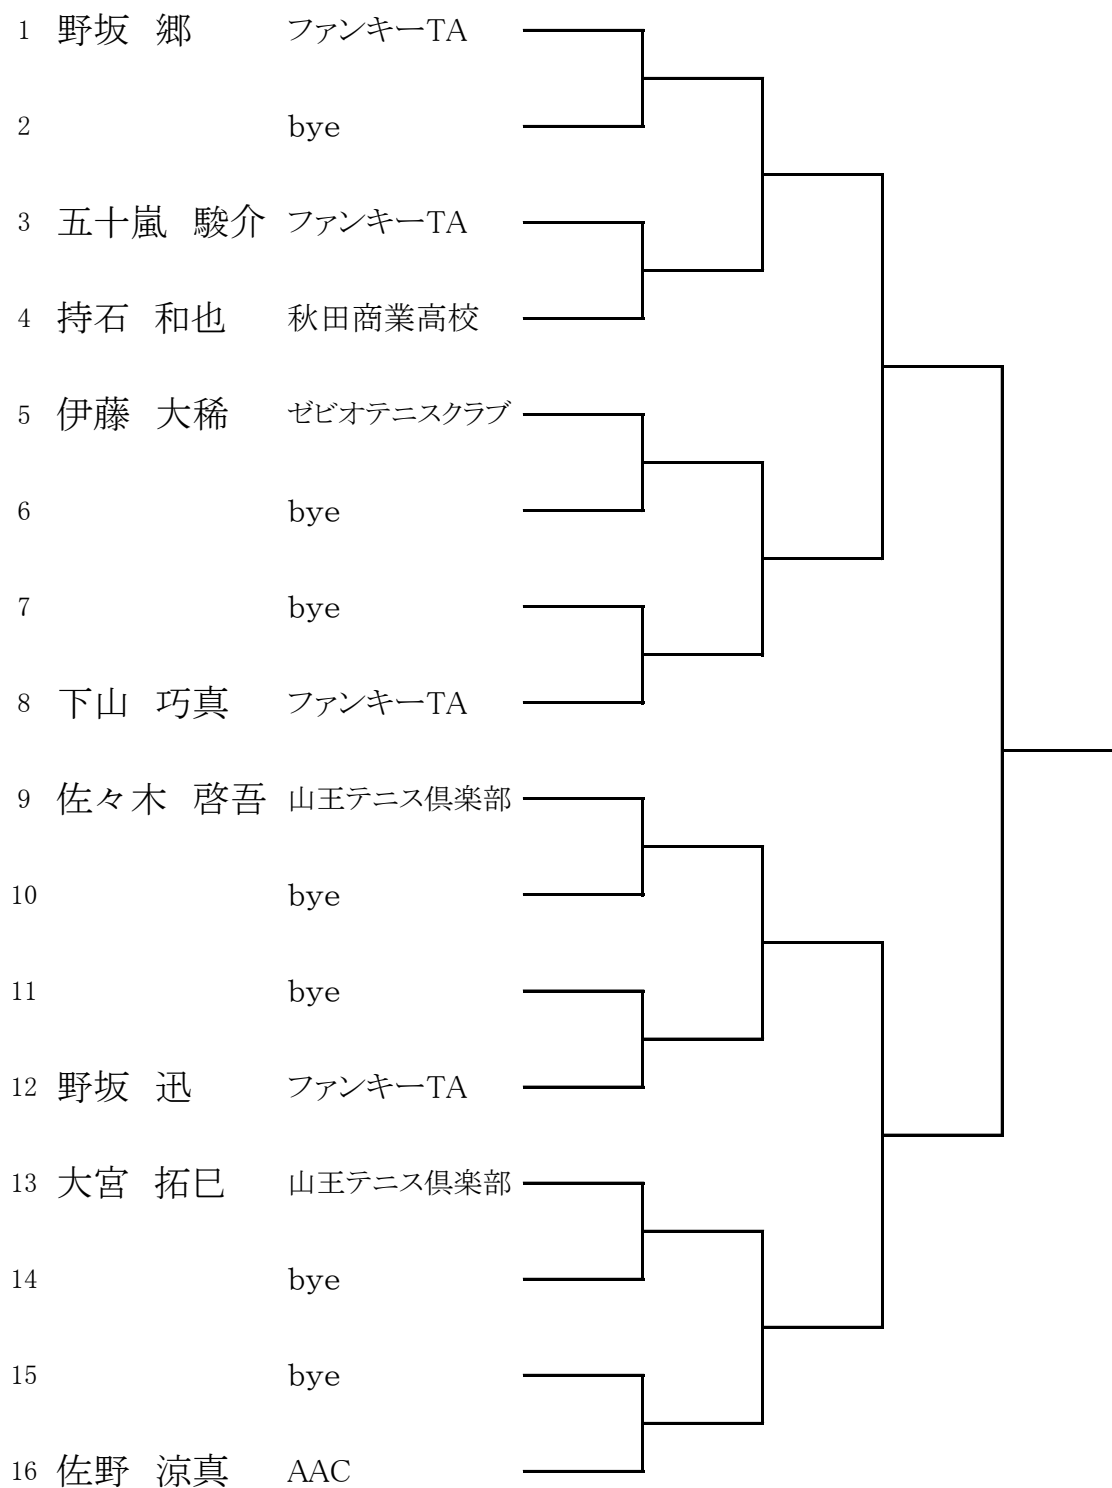 1 野坂 郷 ファンキーTA
2 bye
3 五十嵐 駿介 ファンキーTA
4 持石 和也 秋田商業高校
5 伊藤 大稀 ゼビオテニスクラブ
6 bye
7 bye
8 下山 巧真 ファンキーTA
9 佐々木 啓吾 山王テニス倶楽部
10 bye
11 bye
12 野坂 迅 ファンキーTA
13 大宮 拓巳 山王テニス倶楽部
14 bye
15 bye
16 佐野 涼真 AAC